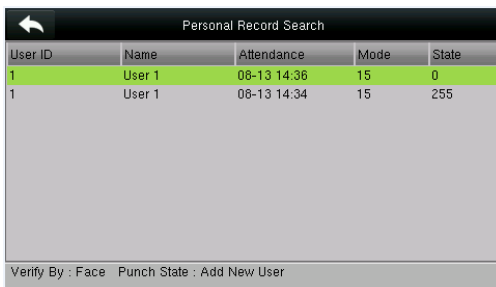 Personal Record Search
User ID Name Attendance Mode State
1 User 1 08-13 14:36 15 0
1 User 1 08-13 14:34 15 255
Verify By : Face Punch State : Add New User